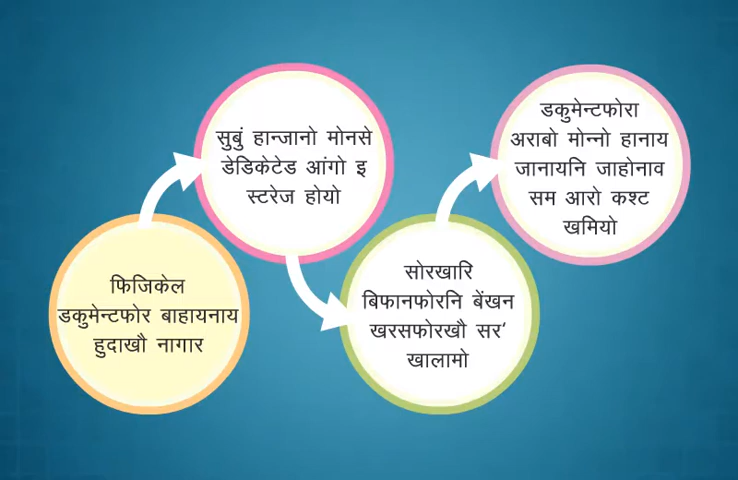 फिजिकेल
डकुमेन्टफोर बाहायनाय
हुदाखौ नागार
सुबुं हान्जानो मोनसे
डेडिकेटेड आंगो इ
स्टरेज होयो
सोरखारि
बिफानफोरनि बेंखन
खरसफोरखौ सर’
खालामो
डकुमेन्टफोरा
अराबो मोन्नो हानाय
जानायनि जाहोनाव
सम आरो कश्ट
खमियो